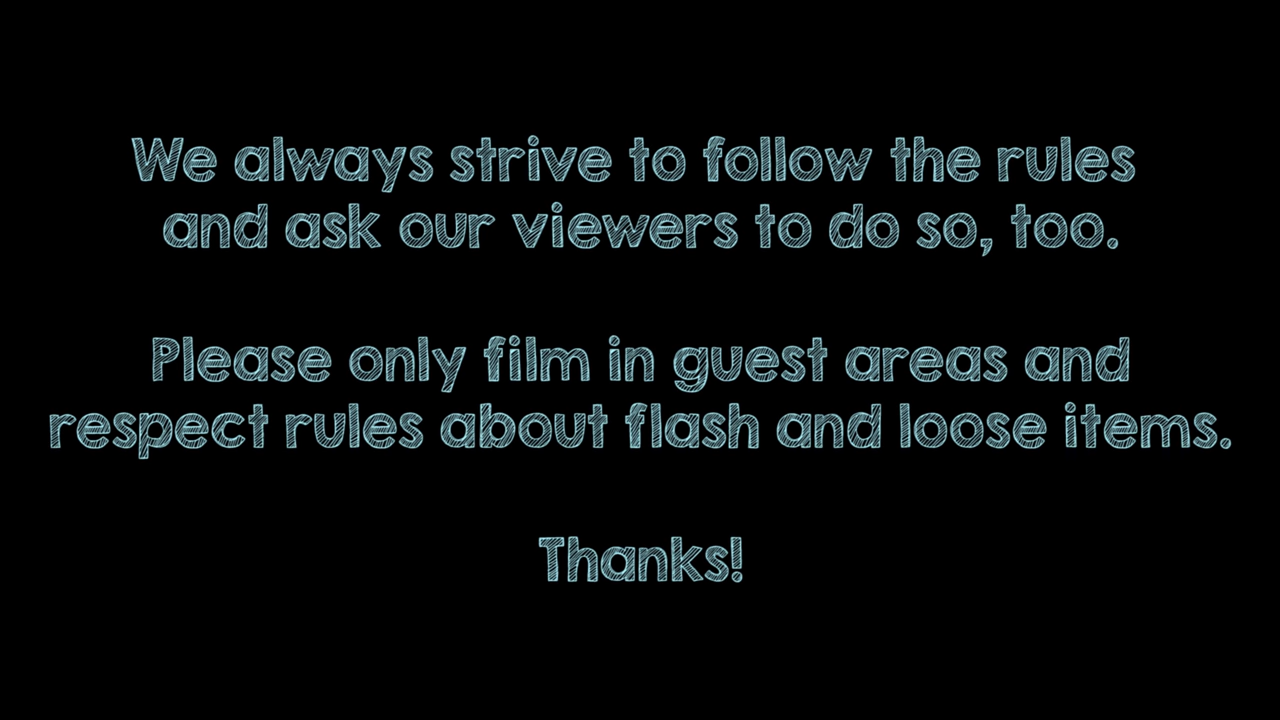 We always strive to follow the rules
and ask our viewers to do so, too.
Please only film in guest areas and
respect rules about flash and loose items.
Thanks!